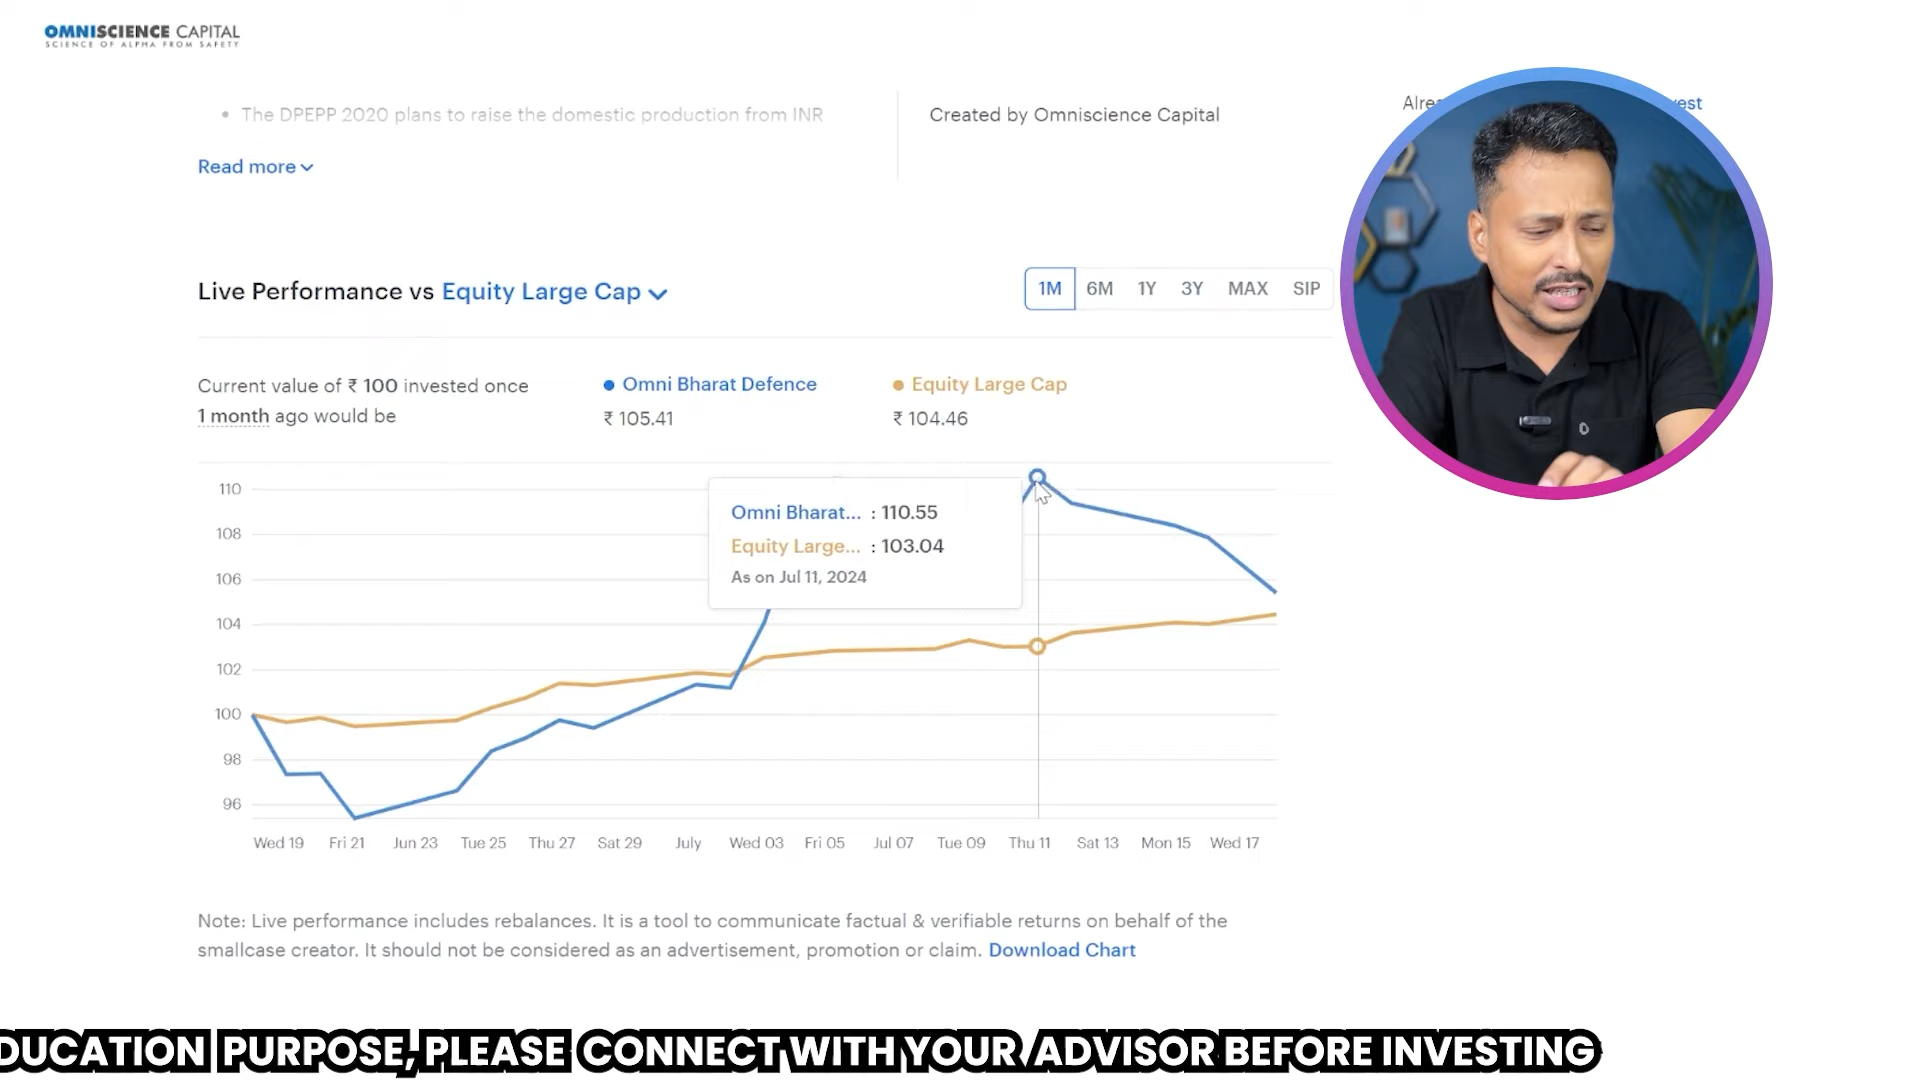 OMNISCIENCE CAPITAL
SCIENCE OF ALPHA FROM SAFETY
• The DPEPP 2020 plans to raise the domestic production from INR
Read more
Created by Omniscience Capital
Live Performance vs Equity Large Cap
1M 6M 1Y 3Y MAX SIP
Current value of ₹ 100 invested once
1 month ago would be
Omni Bharat Defence
₹ 105.41
Equity Large Cap
₹ 104.46
Omni Bharat... : 110.55
Equity Large... : 103.04
As on Jul 11, 2024
110
108
106
104
102
100
98
96
Wed 19 Fri 21 Jun 23 Tue 25 Thu 27 Sat 29 July Wed 03 Fri 05 Jul 07 Tue 09 Thu 11 Sat 13 Mon 15 Wed 17
Note: Live performance includes rebalances. It is a tool to communicate factual & verifiable returns on behalf of the
smallcase creator. It should not be considered as an advertisement, promotion or claim. Download Chart
DUCATION PURPOSE, PLEASE CONNECT WITH YOUR ADVISOR BEFORE INVESTING